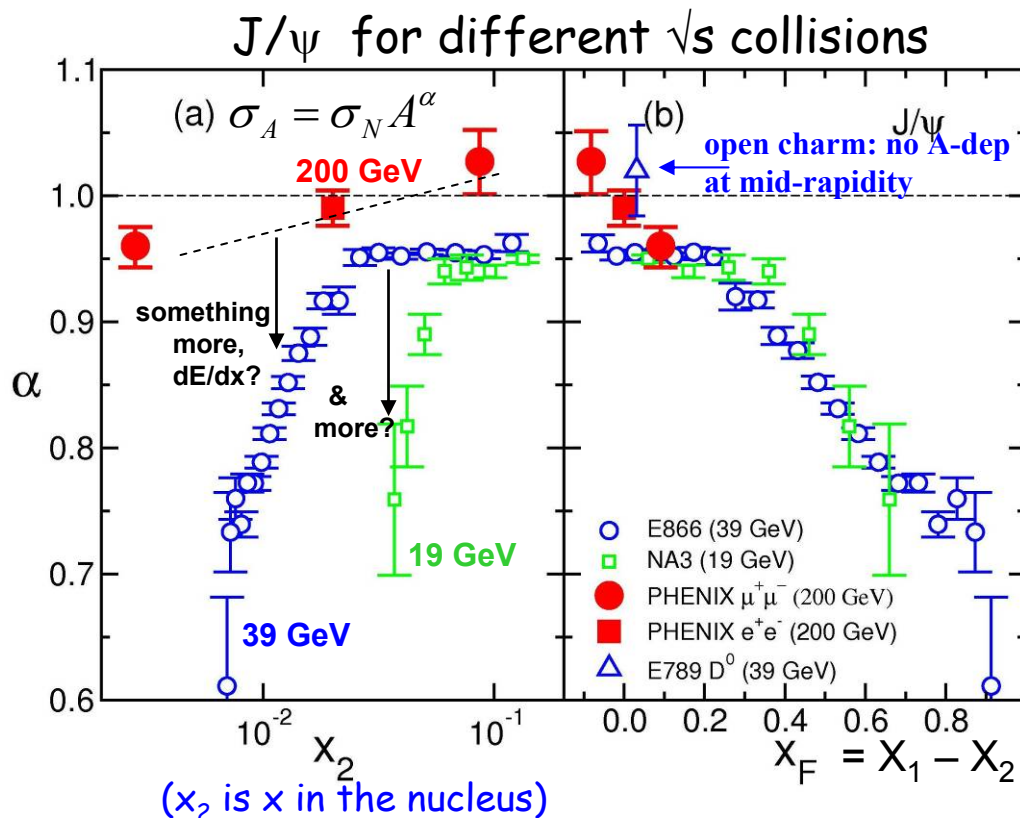 J/ψ for different √s collisions
(a) σ_A = σ_N A^α
200 GeV
something
more,
dE/dx?
&
more?
19 GeV
39 GeV
α
1.1
1.0
0.9
0.8
0.7
0.6
10^-2
10^-1
X_2
(x_2 is x in the nucleus)
(b)
J/ψ
open charm: no A-dep
at mid-rapidity
E866 (39 GeV)
NA3 (19 GeV)
PHENIX μ^+μ^- (200 GeV)
PHENIX e^+e^- (200 GeV)
E789 D^0 (39 GeV)
0.0 0.2 0.4 0.6 0.8
X_F = X_1 – X_2